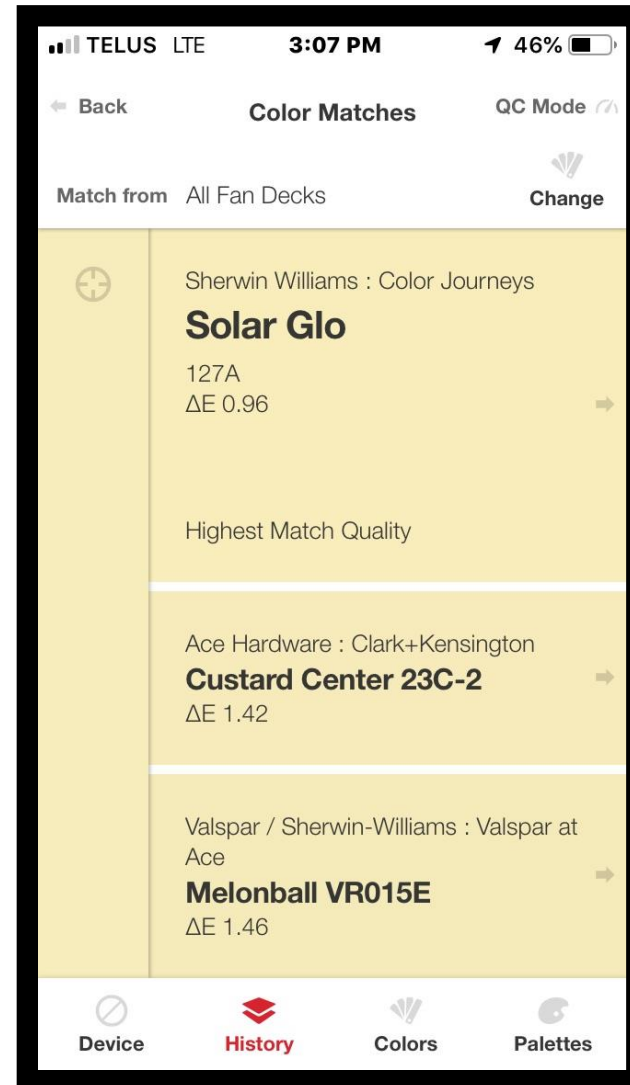 TELUS LTE 3:07 PM 46%
Back Color Matches QC Mode
Match from All Fan Decks Change
Sherwin Williams : Color Journeys
Solar Glo
127A
ΔE 0.96
Highest Match Quality
Ace Hardware : Clark+Kensington
Custard Center 23C-2
ΔE 1.42
Valspar / Sherwin-Williams : Valspar at
Ace
Melonball VR015E
ΔE 1.46
Device History Colors Palettes